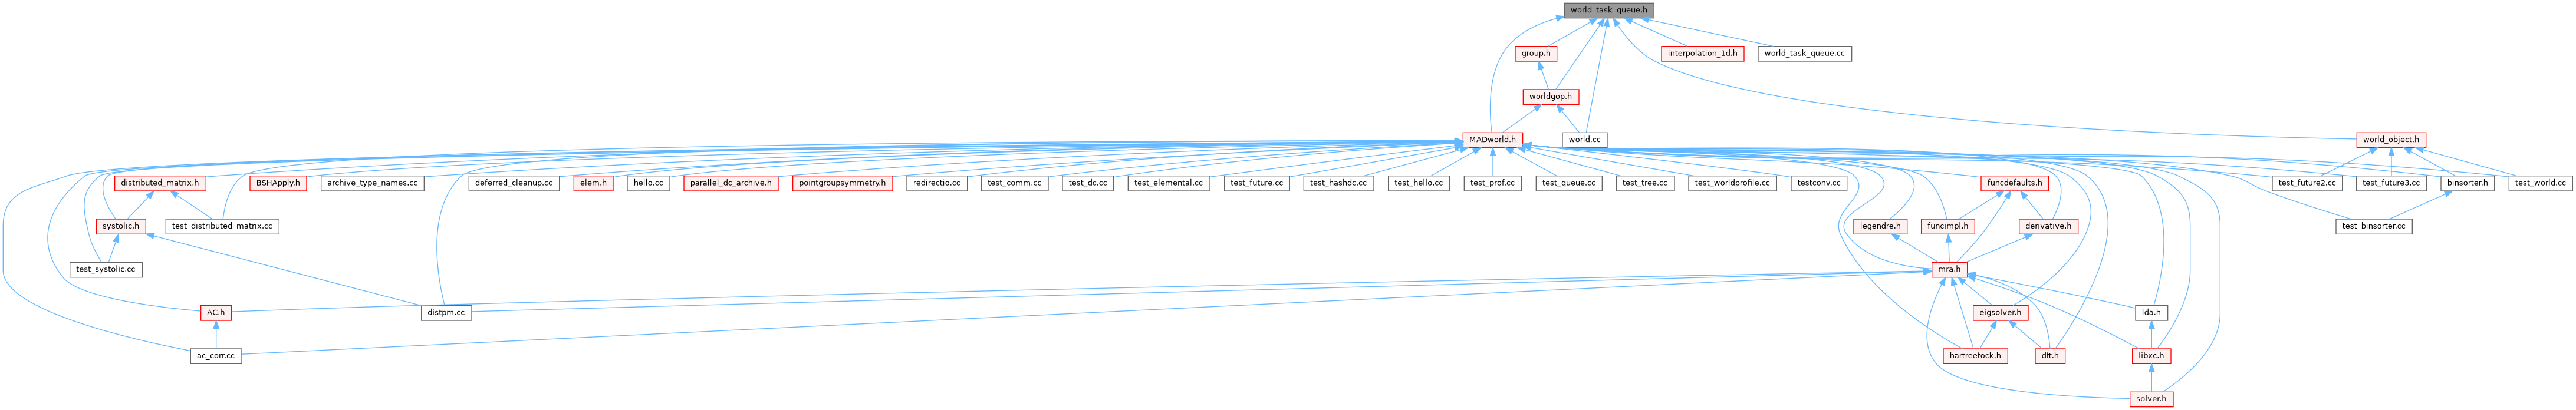 world_task_queue.h
group.h
interpolation_1d.h
world_task_queue.cc
worldgop.h
MADworld.h
world.cc
world_object.h
distributed_matrix.h
BSHApply.h
archive_type_names.cc
deferred_cleanup.cc
elem.h
hello.cc
parallel_dc_archive.h
pointgroupsymmetry.h
redirectio.cc
test_comm.cc
test_dc.cc
test_elemental.cc
test_future.cc
test_hashdc.cc
test_hello.cc
test_prof.cc
test_queue.cc
test_tree.cc
test_worldprofile.cc
testconv.cc
funcdefaults.h
test_future2.cc
test_future3.cc
binsorter.h
test_world.cc
systolic.h
test_distributed_matrix.cc
legendre.h
funcimpl.h
derivative.h
test_binsorter.cc
test_systolic.cc
mra.h
AC.h
distpm.cc
eigsolver.h
lda.h
ac_corr.cc
hartreefock.h
dft.h
libxc.h
solver.h